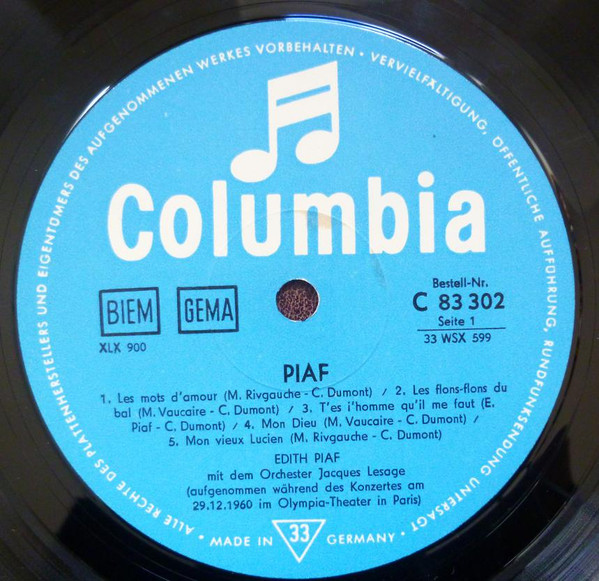 ALLE RECHTE DES PLATTENHERSTELLERS UND EIGENTÜMERS DES AUFGENOMMENEN WERKES VORBEHALTEN • VERVIELFÄLTIGUNG, ÖFFENTLICHE AUFFÜHRUNG, RUNDFUNKSENDUNG UNTERSAGT •
Columbia
BIEM GEMA
XLX 900
Bestell-Nr.
C 83 302
Seite 1
33 WSX 599
PIAF
1. Les mots d'amour (M. Rivgauche - C. Dumont) / 2. Les flons-flons du
bal (M. Vaucaire - C. Dumont) / 3. T'es i'homme qu'il me faut (E.
Piaf - C. Dumont) / 4. Mon Dieu (M. Vaucaire - C. Dumont) /
5. Mon vieux Lucien (M. Rivgauche - C. Dumont)
EDITH PIAF
mit dem Orchester Jacques Lesage
(aufgenommen während des Konzertes am
29.12.1960 im Olympia-Theater in Paris)
MADE IN 33 GERMANY